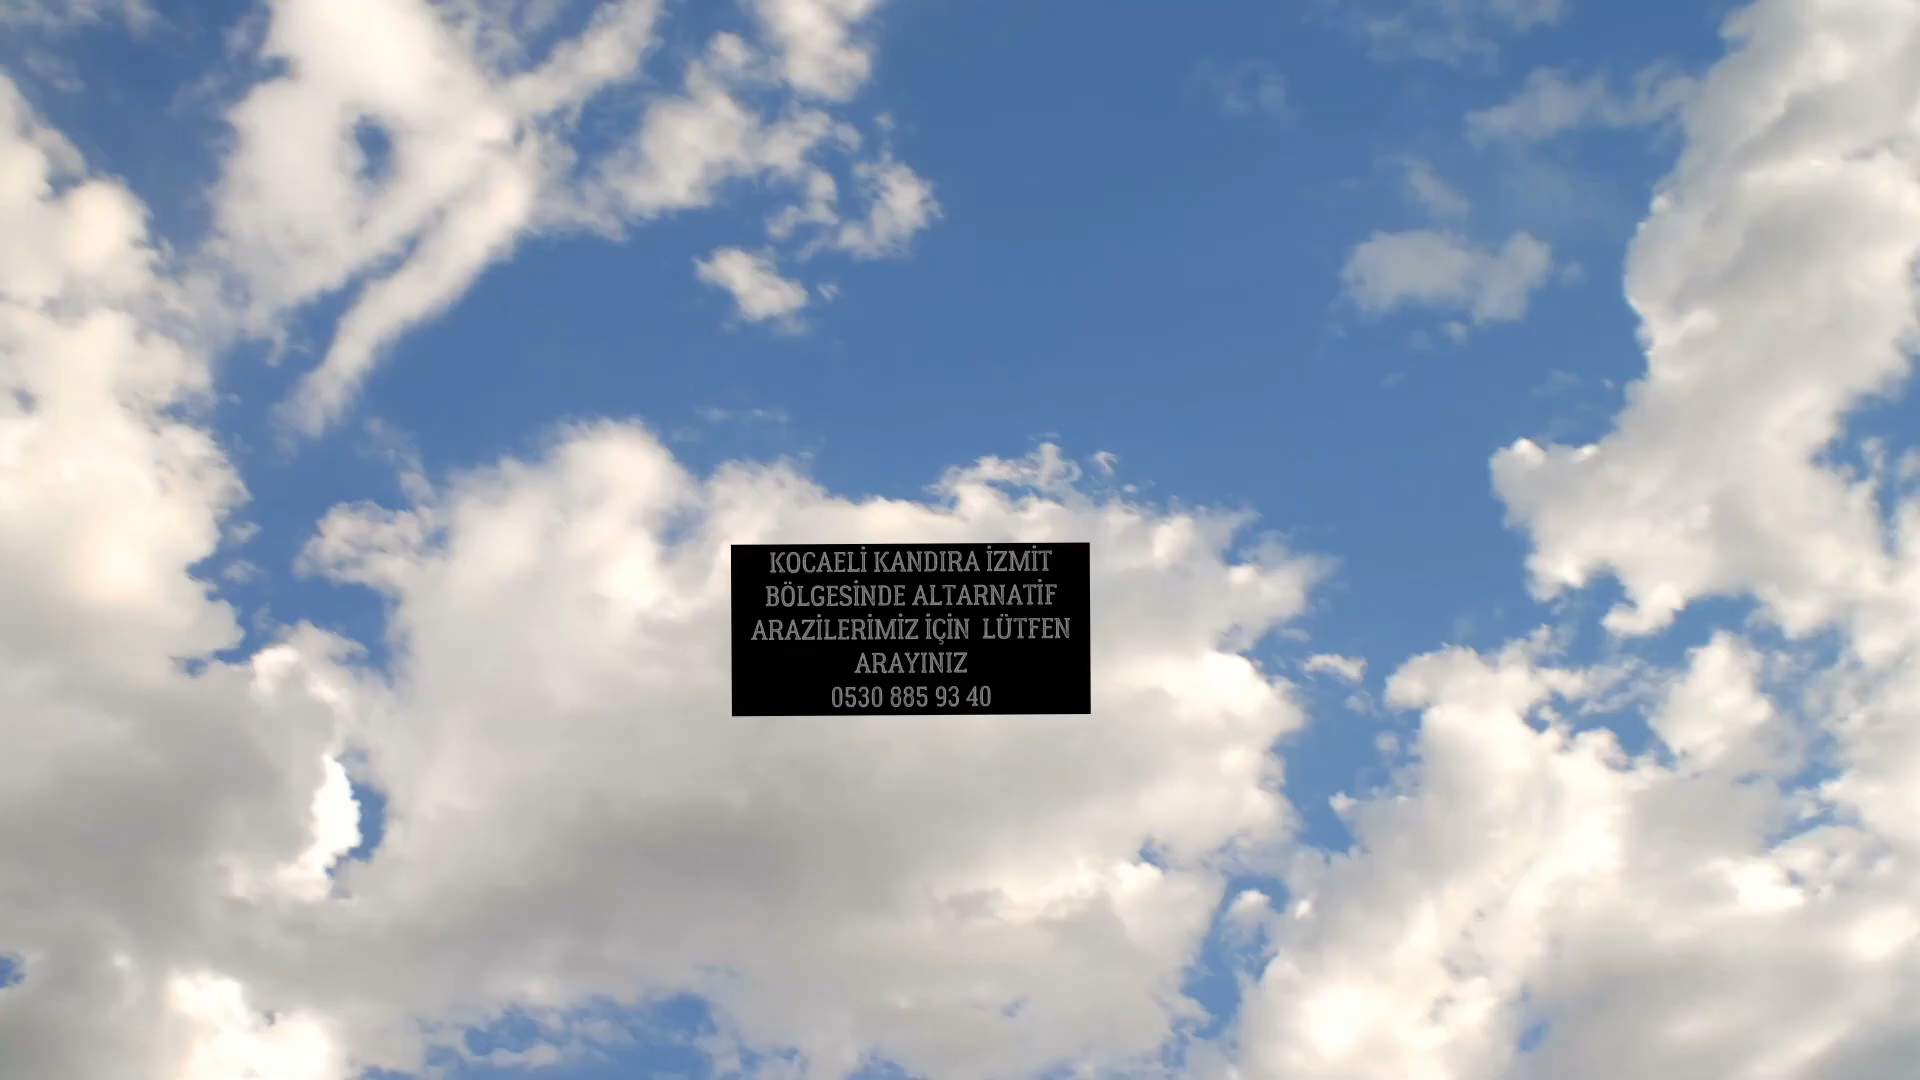 KOCAELİ KANDIRA İZMİT
BÖLGESİNDE ALTARNATİF
ARAZİLERİMİZ İÇİN LÜTFEN
ARAYINIZ
0530 885 93 40